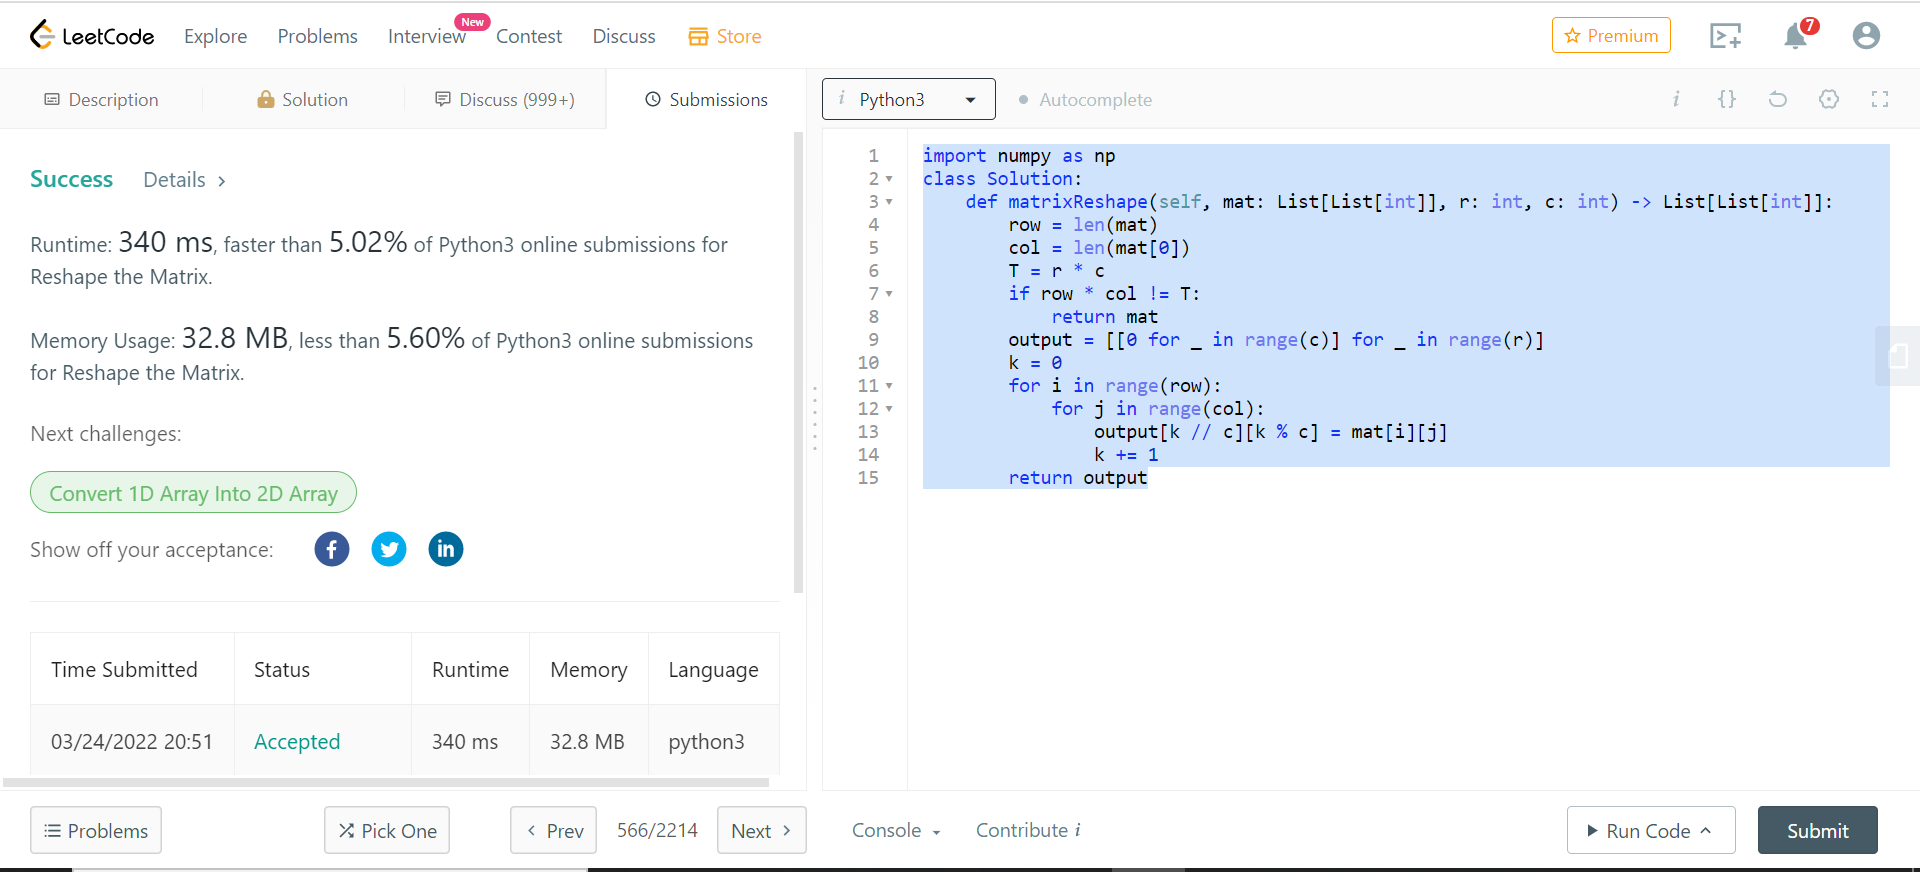 LeetCode Explore Problems Interview New Contest Discuss Store Premium 7
Description Solution Discuss (999+) Submissions
i Python3 Autocomplete i {}
Success Details >
Runtime: 340 ms, faster than 5.02% of Python3 online submissions for
Reshape the Matrix.
Memory Usage: 32.8 MB, less than 5.60% of Python3 online submissions
for Reshape the Matrix.
Next challenges:
Convert 1D Array Into 2D Array
Show off your acceptance: f in
Time Submitted Status Runtime Memory Language
03/24/2022 20:51 Accepted 340 ms 32.8 MB python3
1 import numpy as np
2 class Solution:
3     def matrixReshape(self, mat: List[List[int]], r: int, c: int) -> List[List[int]]:
4         row = len(mat)
5         col = len(mat[0])
6         T = r * c
7         if row * col != T:
8             return mat
9         output = [[0 for _ in range(c)] for _ in range(r)]
10         k = 0
11         for i in range(row):
12             for j in range(col):
13                 output[k // c][k % c] = mat[i][j]
14                 k += 1
15         return output
Problems Pick One < Prev 566/2214 Next > Console Contribute i Run Code Submit